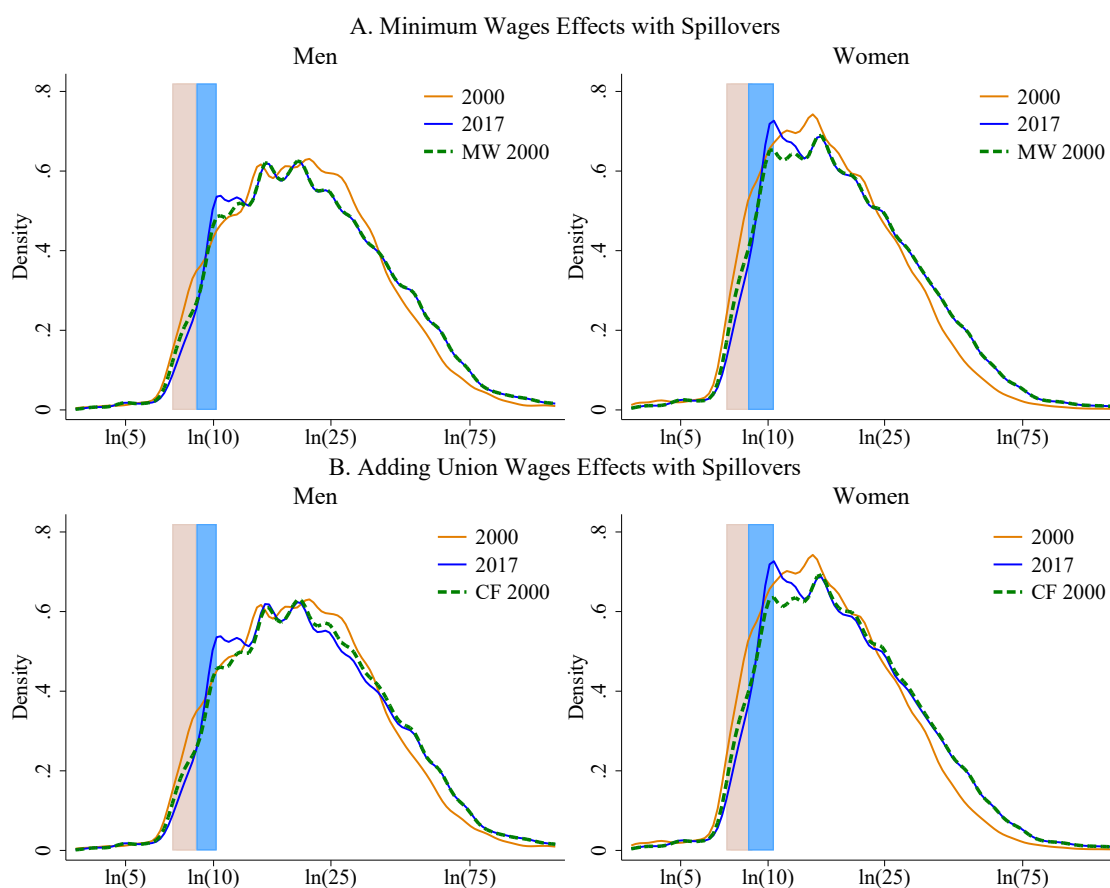 A. Minimum Wages Effects with Spillovers
Men
Women
Density
.8
.6
.4
.2
0
2000
2017
MW 2000
ln(5)
ln(10)
ln(25)
ln(75)
Density
.8
.6
.4
.2
0
2000
2017
MW 2000
ln(5)
ln(10)
ln(25)
ln(75)
B. Adding Union Wages Effects with Spillovers
Men
Women
Density
.8
.6
.4
.2
0
2000
2017
CF 2000
ln(5)
ln(10)
ln(25)
ln(75)
Density
.8
.6
.4
.2
0
2000
2017
CF 2000
ln(5)
ln(10)
ln(25)
ln(75)